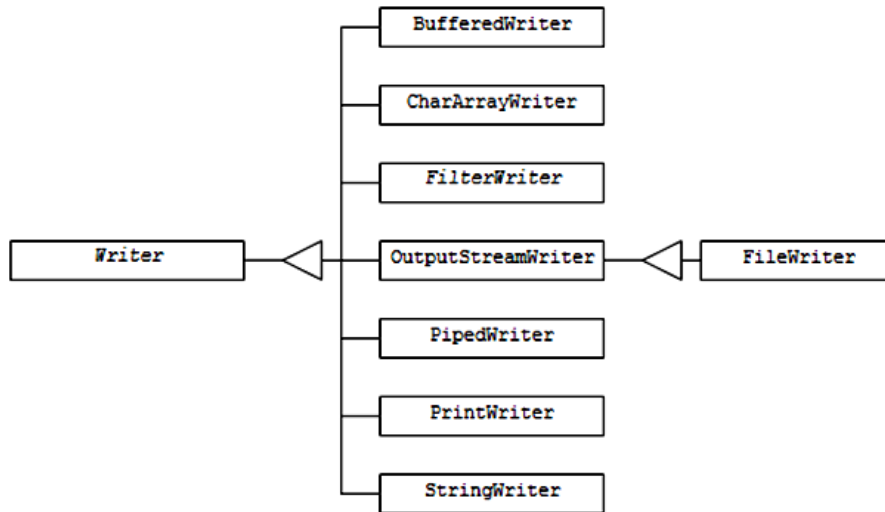 BufferedWriter
CharArrayWriter
FilterWriter
Writer
OutputStreamWriter
FileWriter
PipedWriter
PrintWriter
StringWriter